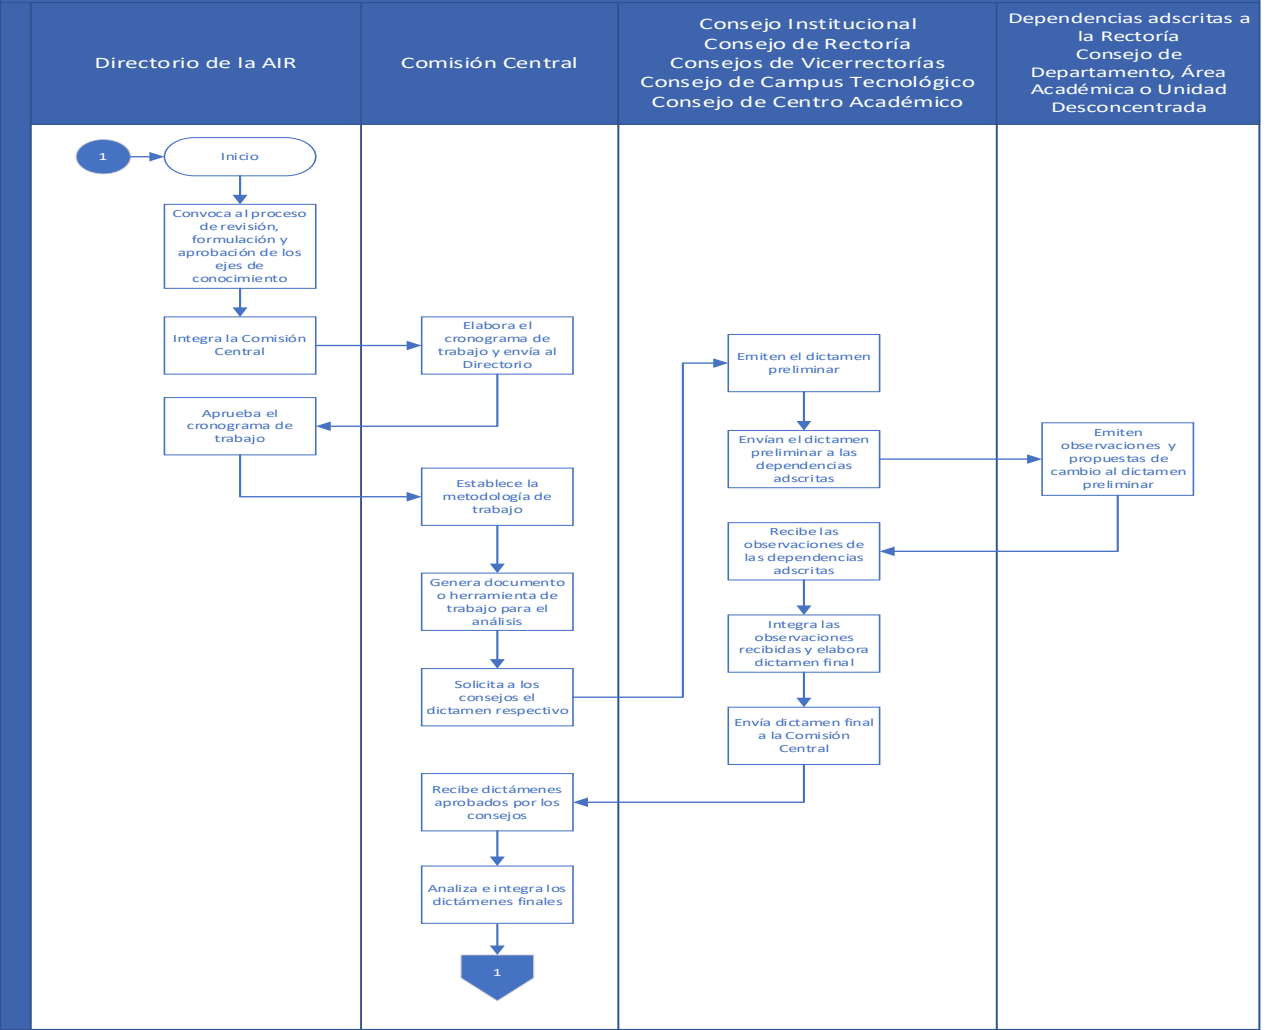 Directorio de la AIR
Comisión Central
Consejo Institucional
Consejo de Rectoría
Consejos de Vicerrectorías
Consejo de Campus Tecnológico
Consejo de Centro Académico
Dependencias adscritas a
la Rectoría
Consejo de
Departamento, Área
Académica o Unidad
Desconcentrada
1
Inicio
Convoca al proceso
de revisión,
formulación y
aprobación de los
ejes de
conocimiento
Integra la Comisión
Central
Elabora el
cronograma de
trabajo y envía al
Directorio
Aprueba el
cronograma de
trabajo
Establece la
metodología de
trabajo
Genera documento
o herramienta de
trabajo para el
análisis
Solicita a los
consejos el
dictamen respectivo
Emiten el dictamen
preliminar
Envían el dictamen
preliminar a las
dependencias
adscritas
Emiten
observaciones y
propuestas de
cambio al dictamen
preliminar
Recibe las
observaciones de
las dependencias
adscritas
Integra las
observaciones
recibidas y elabora
dictamen final
Envía dictamen final
a la Comisión
Central
Recibe dictámenes
aprobados por los
consejos
Analiza e integra los
dictámenes finales
1